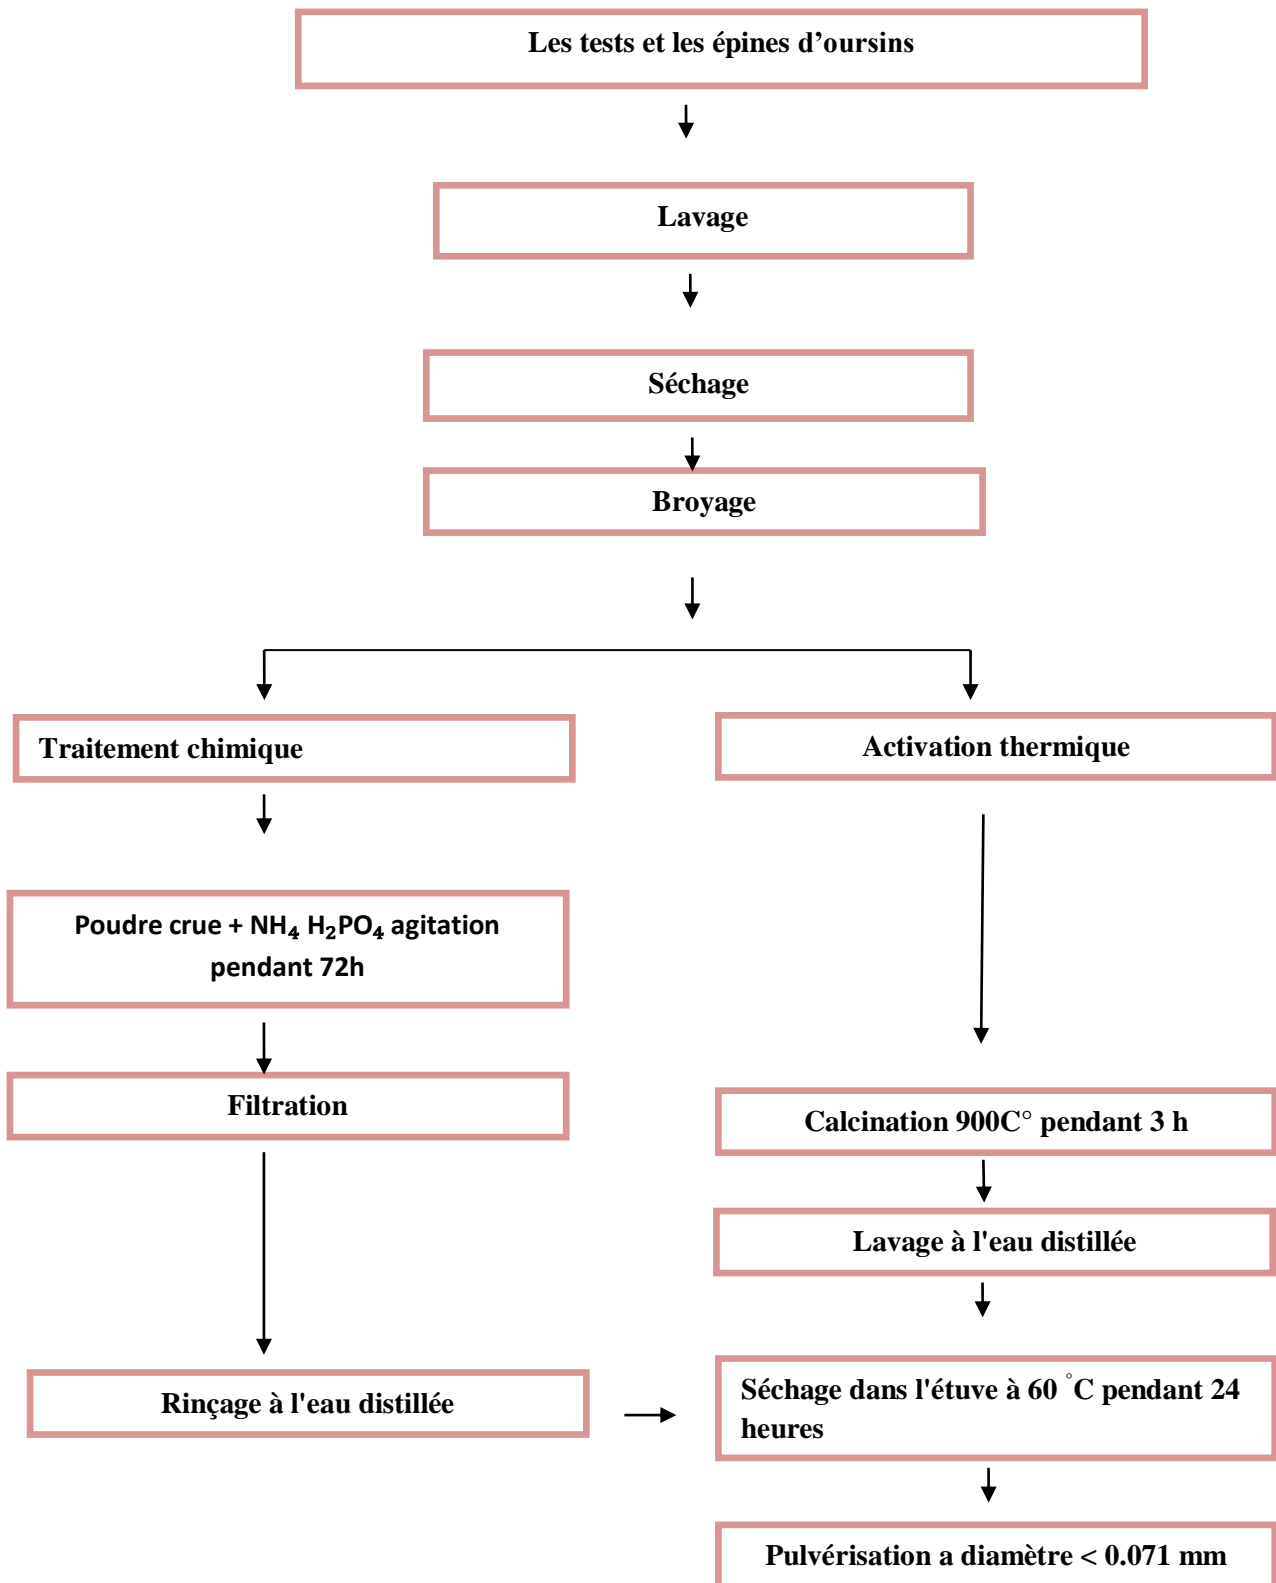 Les tests et les épines d’oursins
Lavage
Séchage
Broyage
Traitement chimique
Activation thermique
Poudre crue + NH₄ H₂PO₄ agitation
pendant 72h
Filtration
Calcination 900C° pendant 3 h
Lavage à l'eau distillée
Rinçage à l'eau distillée
Séchage dans l'étuve à 60 °C pendant 24
heures
Pulvérisation a diamètre < 0.071 mm